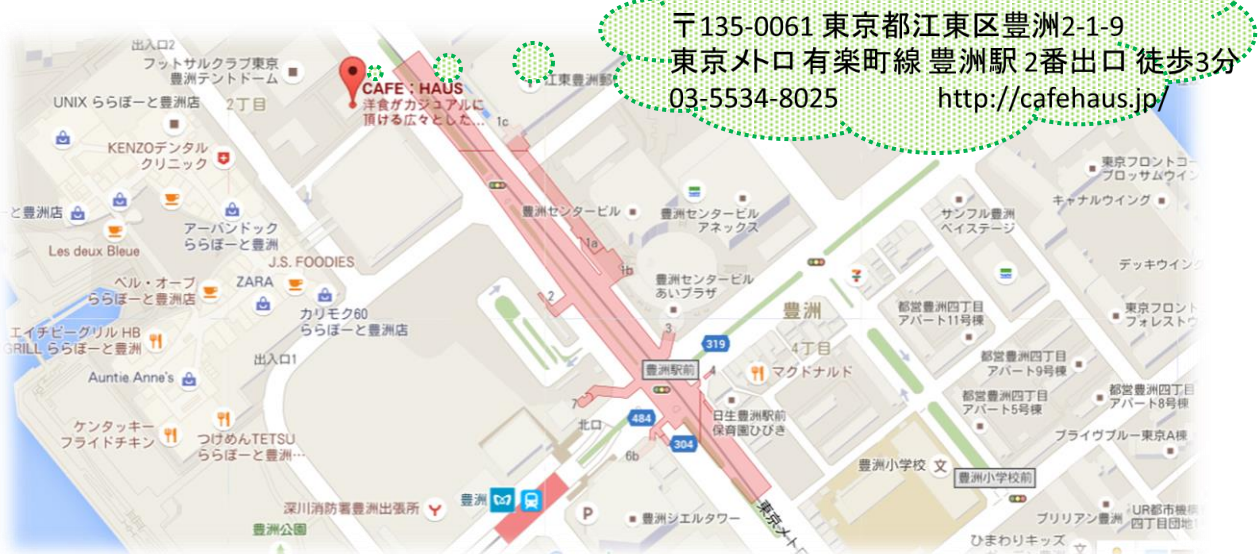 〒135-0061 東京都江東区豊洲2-1-9
東京メトロ 有楽町線 豊洲駅 2番出口 徒歩3分
03-5534-8025 http://cafehaus.jp/
出入口2
フットサルクラブ東京
豊洲テントドーム
UNIX ららぽーと豊洲店
2丁目
CAFE : HAUS
洋食がカジュアルに
頂ける広々とした...
江東豊洲郵
1c
KENZOデンタル
クリニック
東京フロントコー
ブロッサムウイン
と豊洲店
アーバンドック
ららぽーと豊洲
豊洲センタービル
豊洲センタービル
アネックス
サンフル豊洲
ベイステージ
キャナルウイング
Les deux Bleue
J.S. FOODIES
11a
1b
デッキウイング
ベル・オーブ
ららぽーと豊洲店
ZARA
カリモク60
ららぽーと豊洲店
2
豊洲センタービル
あいプラザ
豊洲
4丁目
都営豊洲四丁目
アパート11号棟
東京フロント
フォレストウ
エイチビーグリル HB
GRILL ららぽーと豊洲
出入口1
3
319
豊洲駅前
4
マクドナルド
都営豊洲四丁目
アパート9号棟
Auntie Anne's
7
都営豊洲四丁目
アパート5号棟
都営豊洲四丁目
アパート8号棟
ケンタッキー
フライドチキン
つけめんTETSU
ららぽーと豊洲…
北口
484
304
6b
日生豊洲駅前
保育園ひびき
プライヴブルー東京A棟
豊洲小学校
文
豊洲小学校前
深川消防署豊洲出張所
豊洲
P
豊洲シエルタワー
東京メトロ
豊洲公園
ブリリアン豊洲
UR都市機構
四丁目団地1
ひまわりキッズ
文